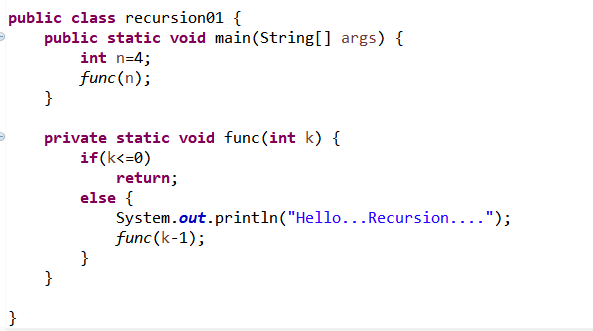 public class recursion01 {
    public static void main(String[] args) {
        int n=4;
        func(n);
    }

    private static void func(int k) {
        if(k<=0)
            return;
        else {
            System.out.println("Hello...Recursion....");
            func(k-1);
        }
    }

}